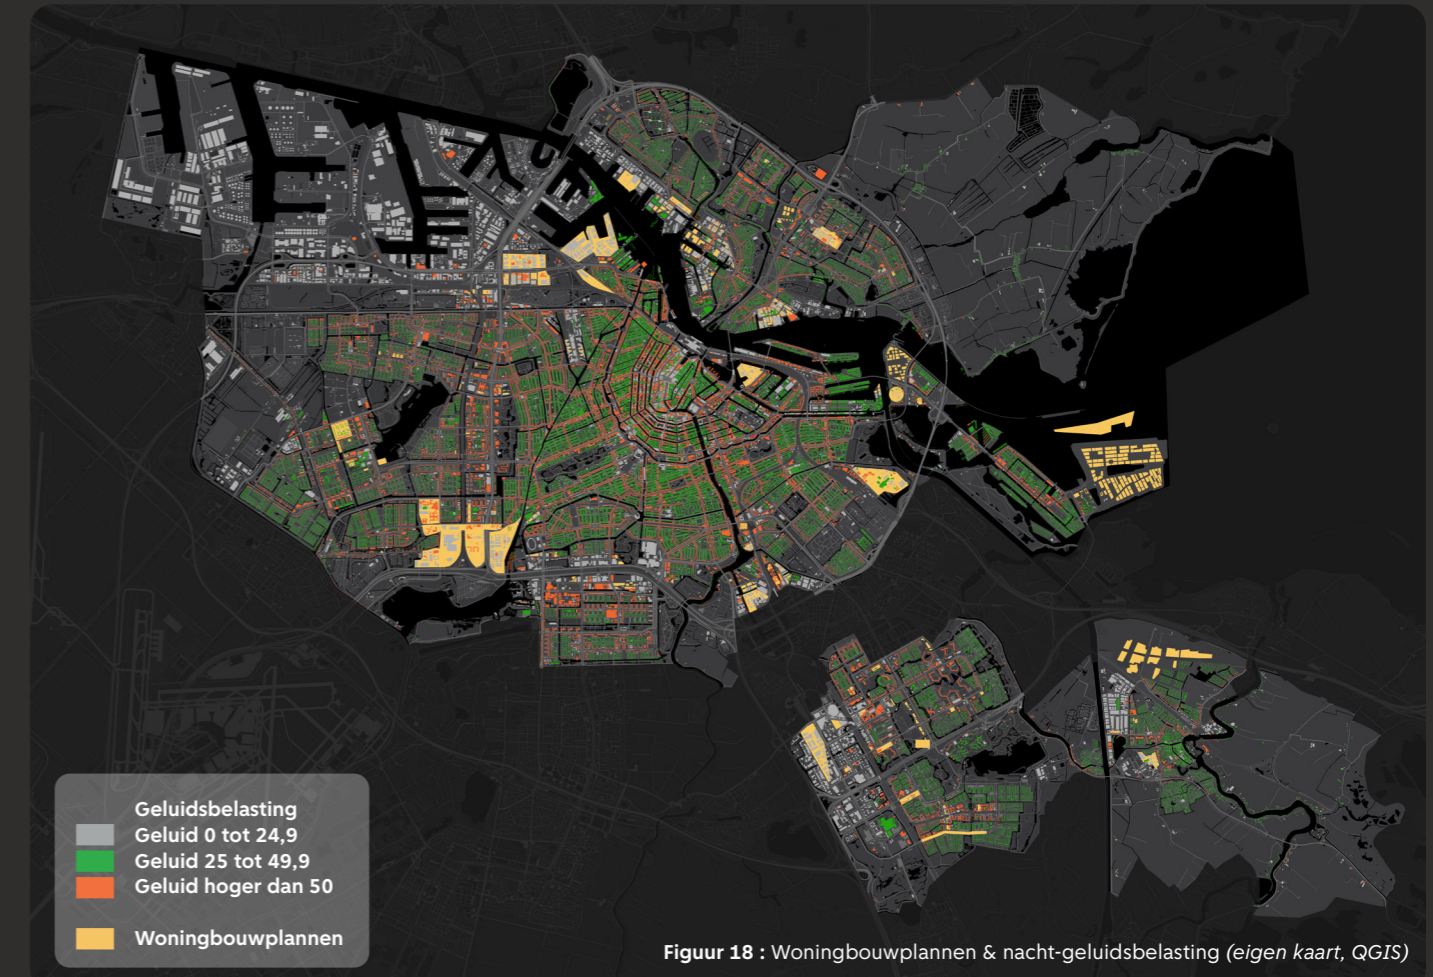 Geluidsbelasting
Geluid 0 tot 24,9
Geluid 25 tot 49,9
Geluid hoger dan 50
Woningbouwplannen
Figuur 18 : Woningbouwplannen & nacht-geluidsbelasting (eigen kaart, QGIS)